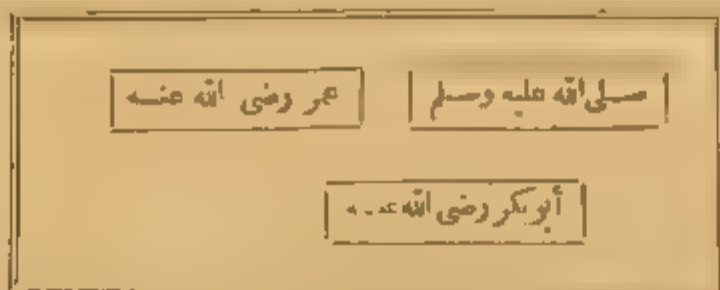 صلى الله عليه وسلم
عمر رضي الله عنه
أبو بكر رضي الله عنه